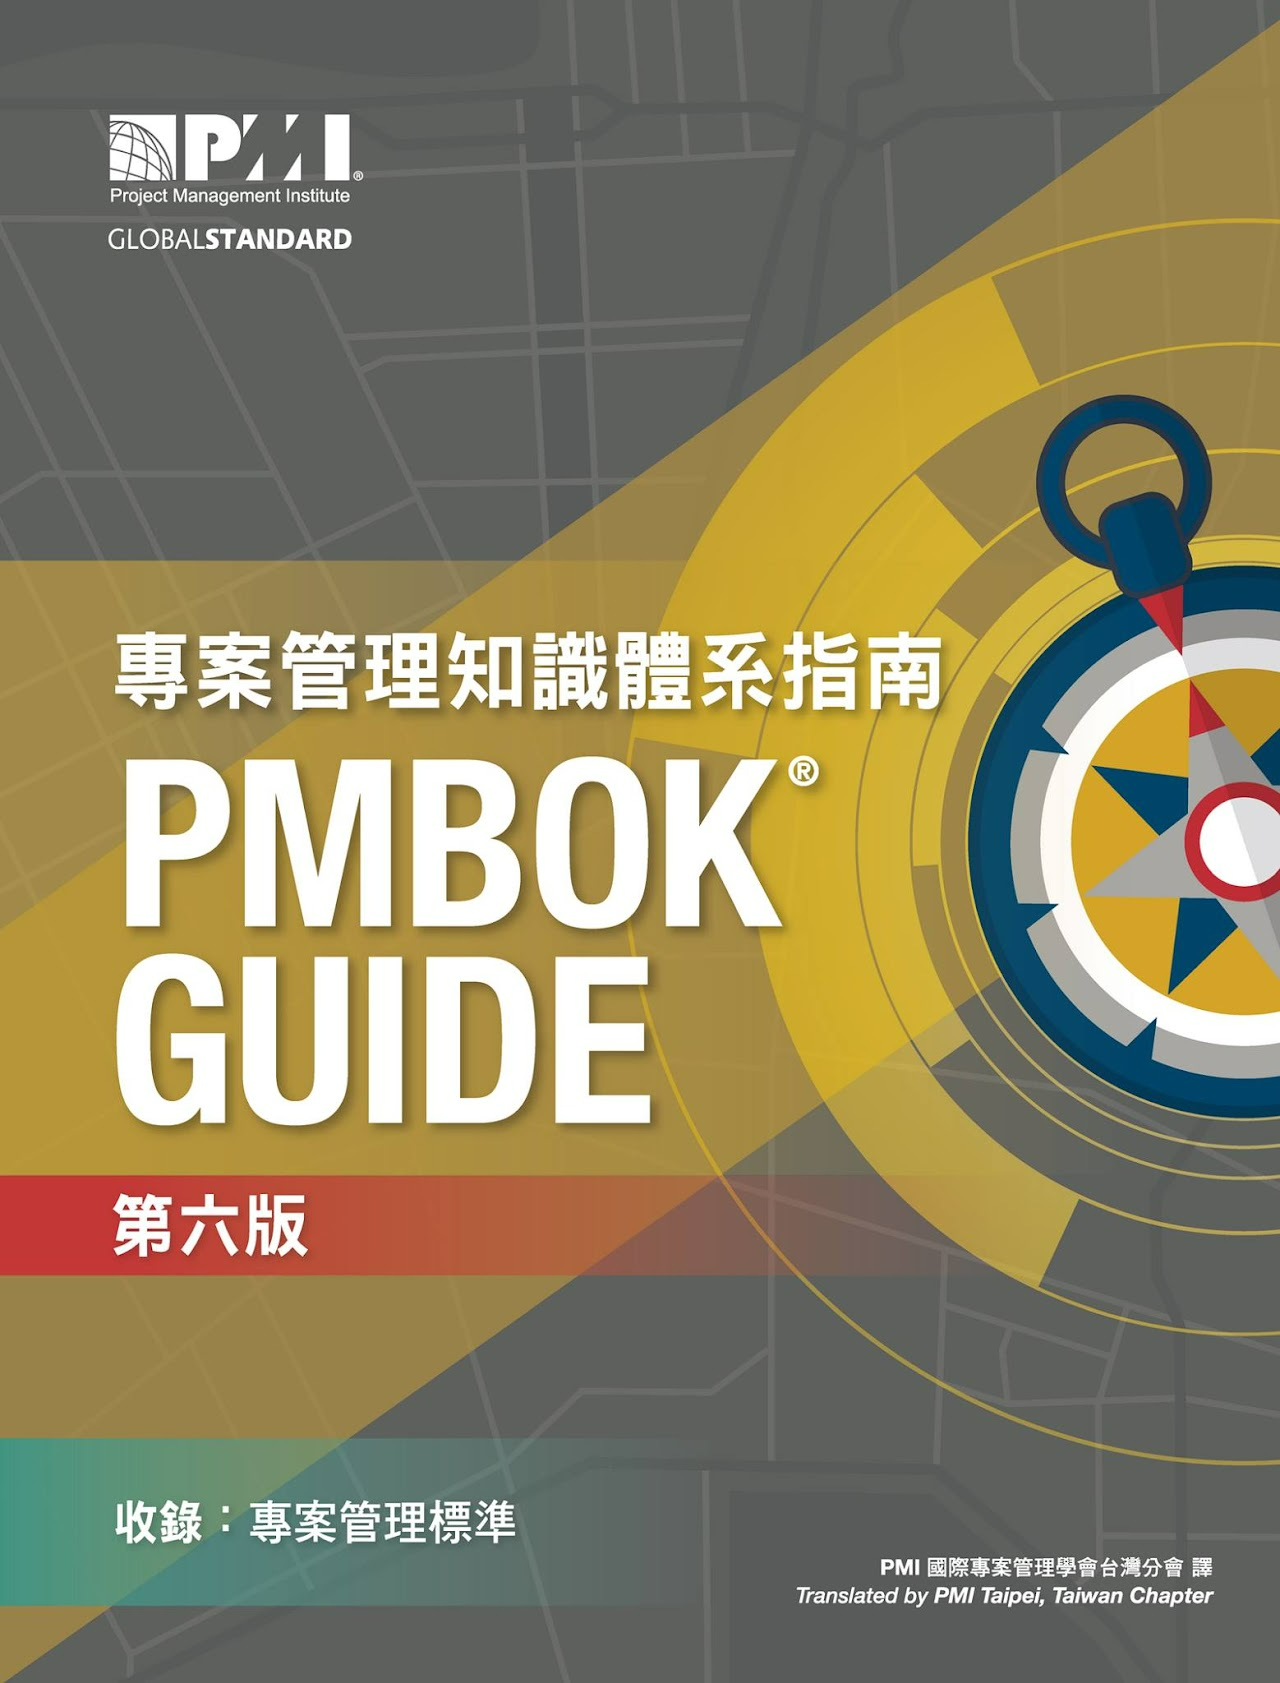 PMI®
Project Management Institute
GLOBALSTANDARD
專案管理知識體系指南
PMBOK®
GUIDE
第六版
收錄：專案管理標準
PMI 國際專案管理學會台灣分會 譯
Translated by PMI Taipei, Taiwan Chapter